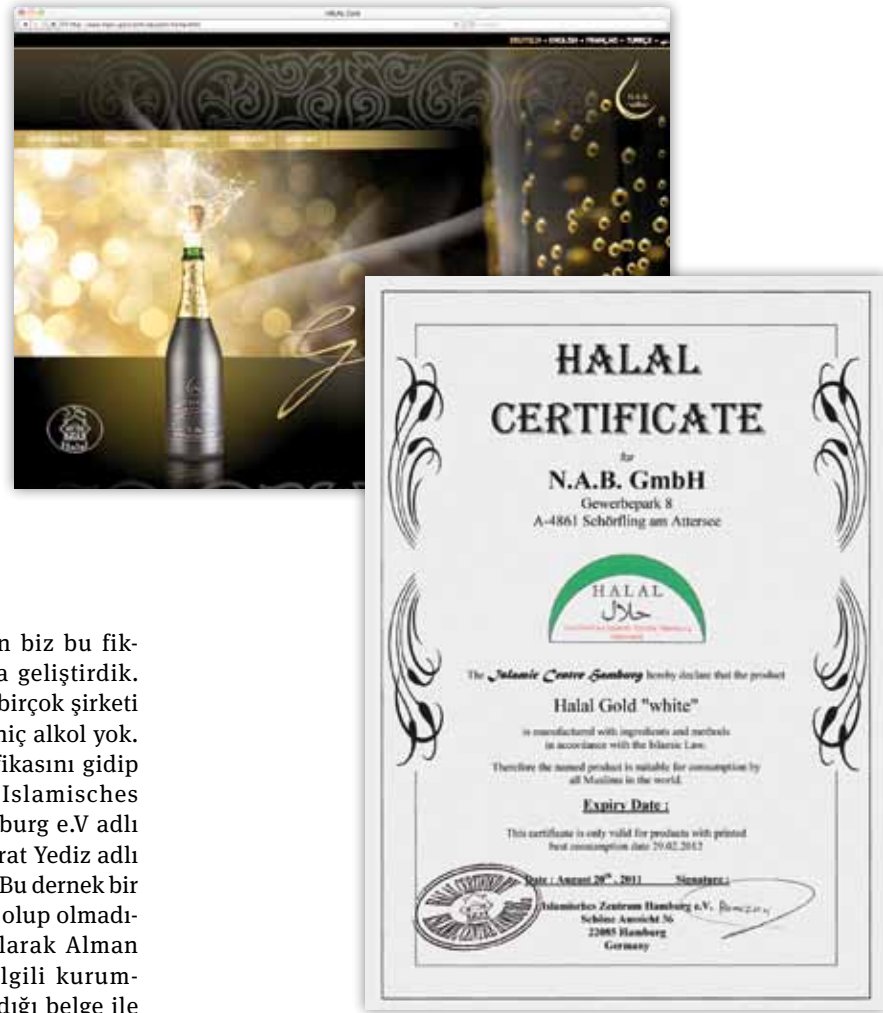 HALAL Gold
DEUTSCH • ENGLISH • FRANÇAIS • TÜRKÇE •
N.A.B.
Halal
HALAL
CERTIFICATE
for
N.A.B. GmbH
Gewerbepark 8
A-4861 Schörfling am Attersee
HALAL
حلال
The Islamic Centre Hamburg hereby declare that the product
Halal Gold "white"
is manufactured with ingredients and methods
in accordance with the Islamic Law.
Therefore the named product is suitable for consumption by
all Muslims in the world.
Expiry Date :
This certificate is only valid for products with printed
best consumption date 29.02.2012
Date : August 20th , 2011 Signature :
Islamisches Zentrum Hamburg e.V.
Schöne Aussicht 36
22085 Hamburg
Germany
n biz bu fik-
a geliştirdik.
birçok şirketi
hiç alkol yok.
fikasını gidip
Islamisches
burg e.V adlı
rat Yediz adlı
Bu dernek bir
olup olmadı-
larak Alman
lgili kurum-
dığı belge ile